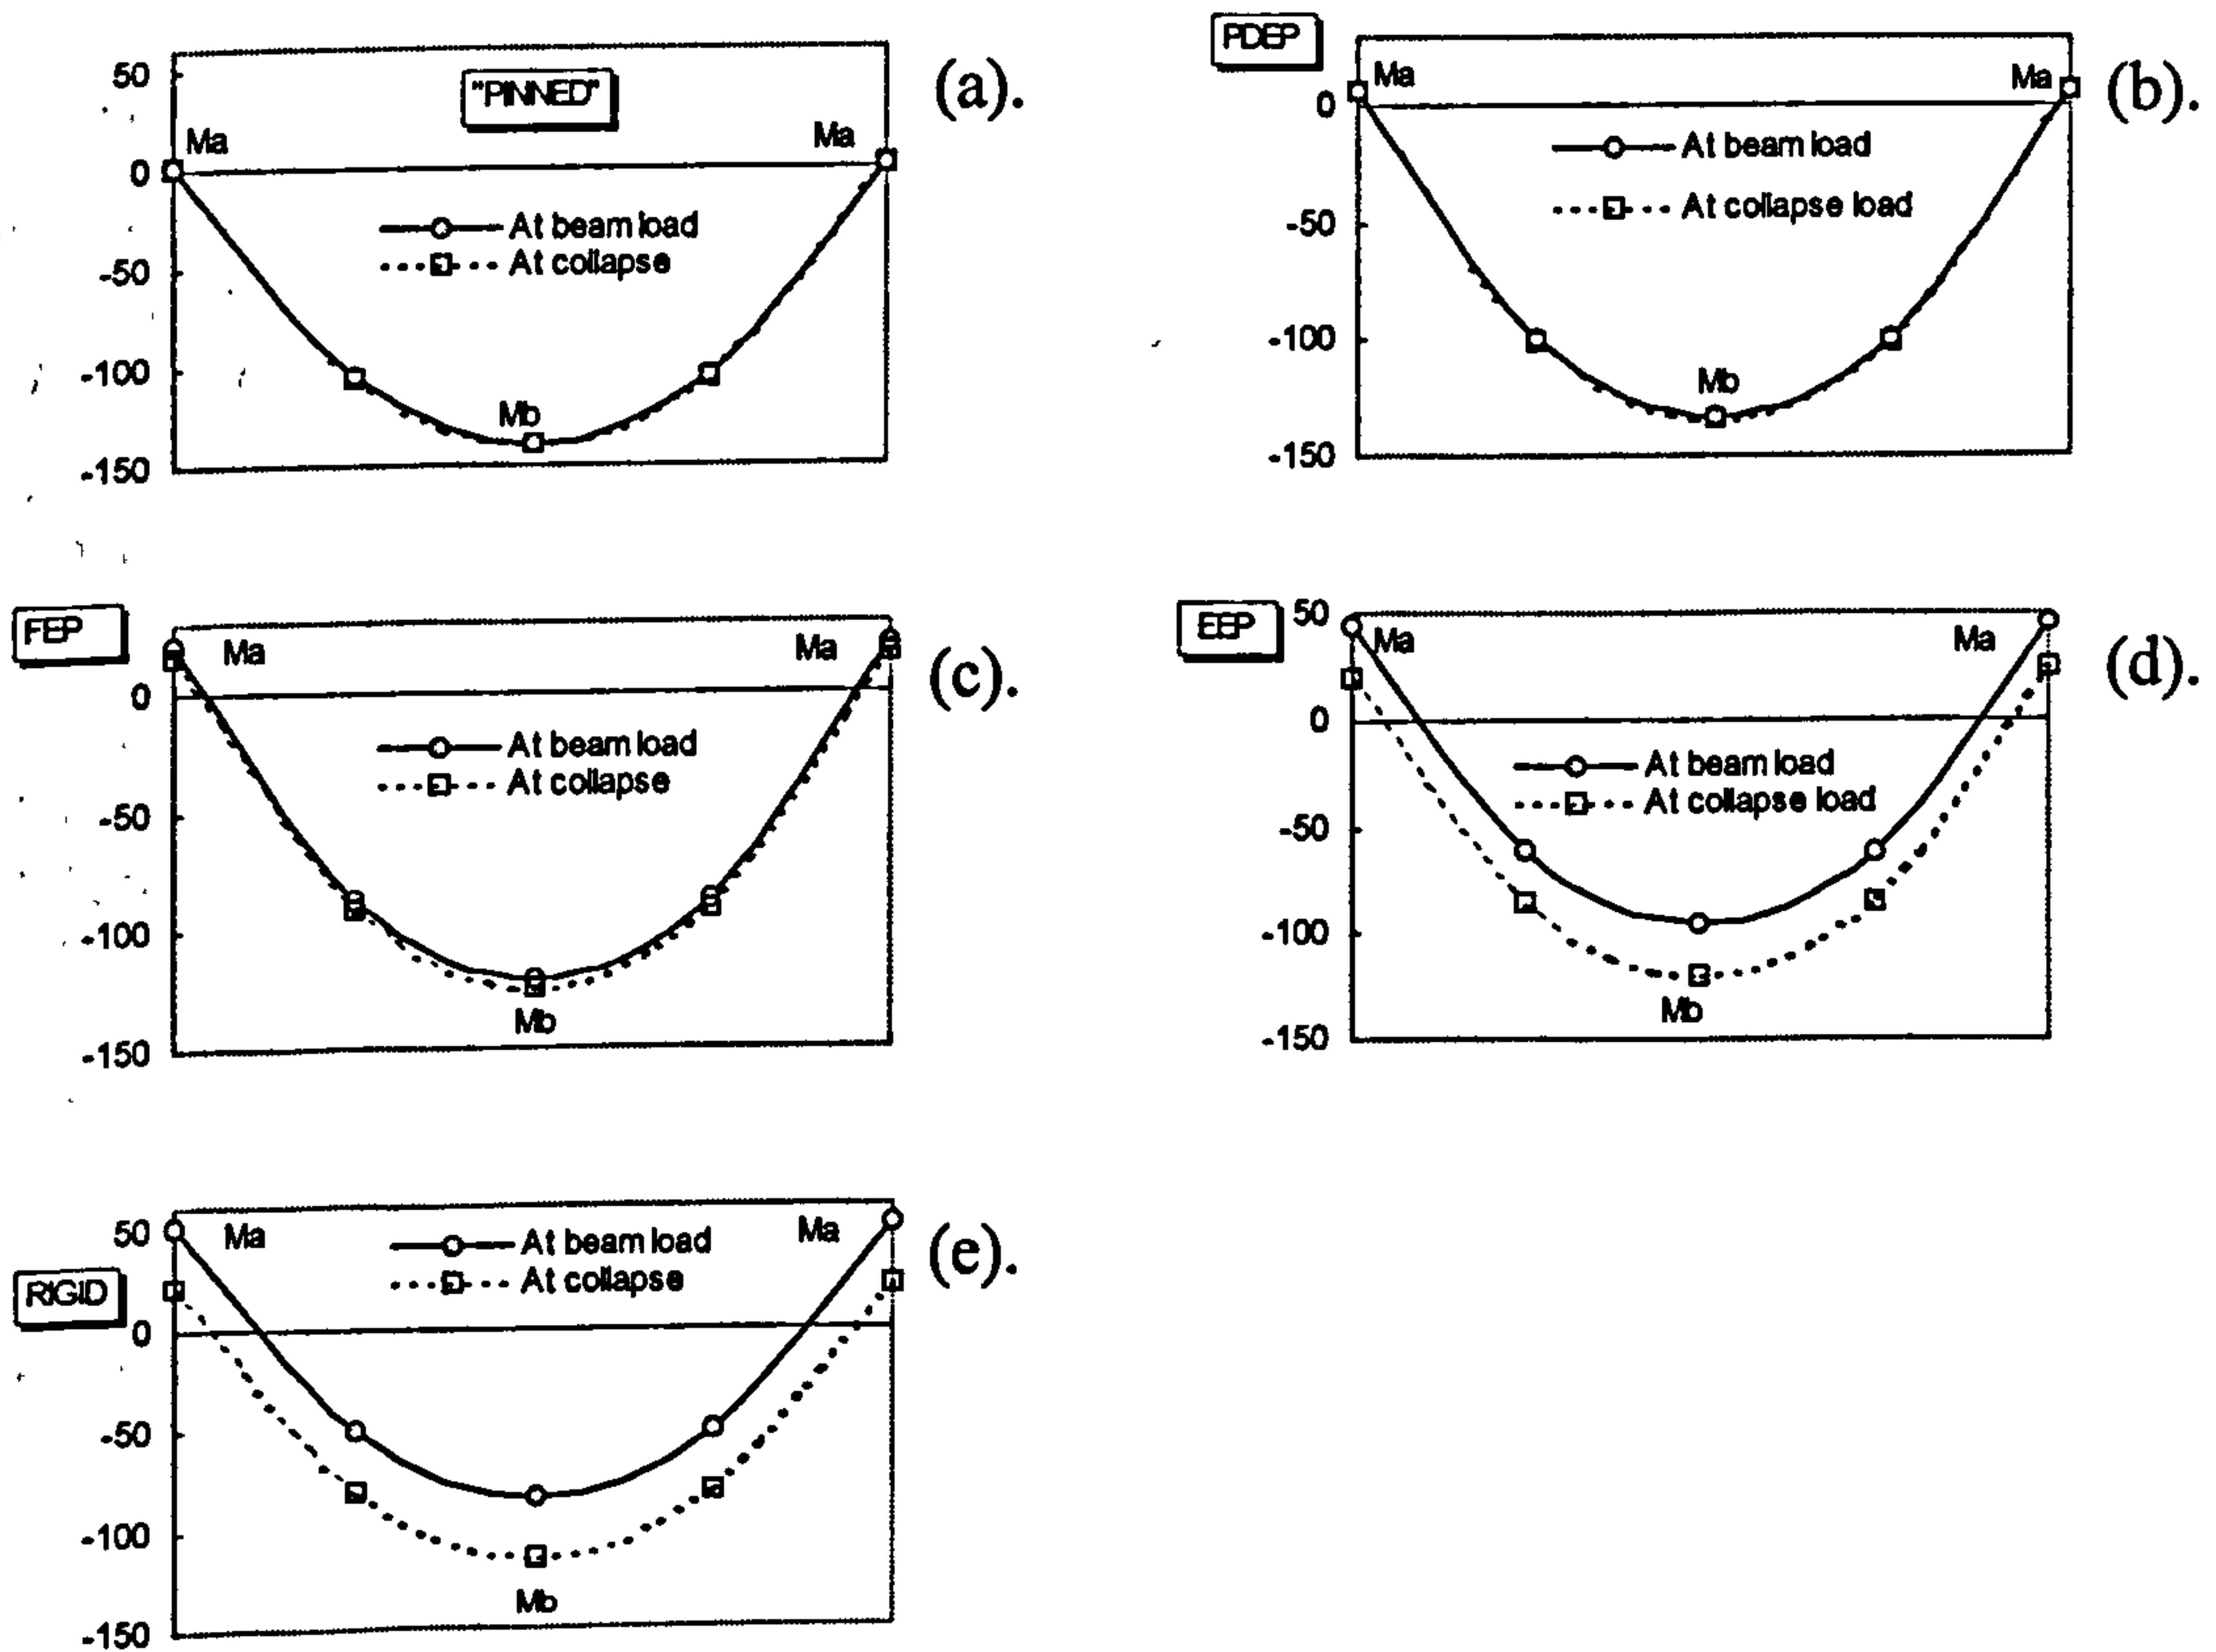 "PINNED"
(a).
50
Ma
Ma
0
At beam load
At collapse
-50
-100
Mb
-150
PDEP
(b).
Ma
Ma
0
At beam load
At collapse load
-50
-100
Mb
-150
FEP
(c).
Ma
Ma
0
At beam load
At collapse
-50
-100
Mb
-150
EEP
(d).
50
Ma
Ma
0
At beam load
At collapse load
-50
-100
Mb
-150
RIGID
(e).
50
Ma
At beam load
Ma
At collapse
0
-50
-100
Mb
-150